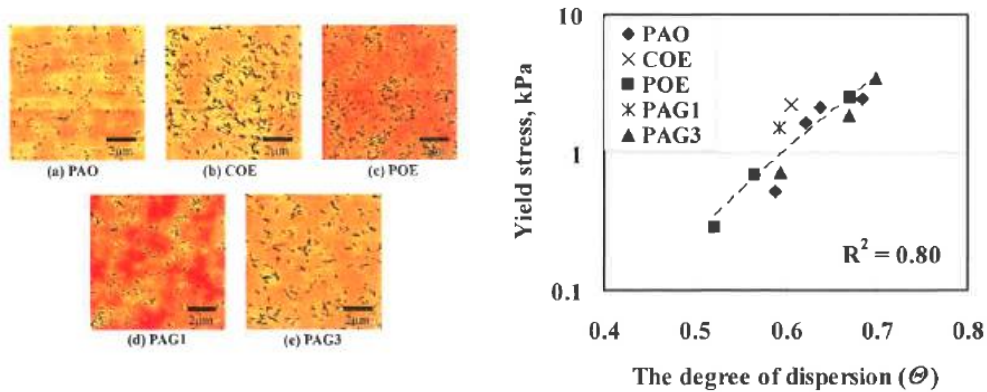 2μm
2μm
2μm
(a) PAO
(b) COE
(c) POE
2μm
2μm
(d) PAG1
(e) PAG3
Yield stress, kPa
10
1
0.1
PAO
COE
POE
PAG1
PAG3
R² = 0.80
0.4
0.5
0.6
0.7
0.8
The degree of dispersion (Θ)